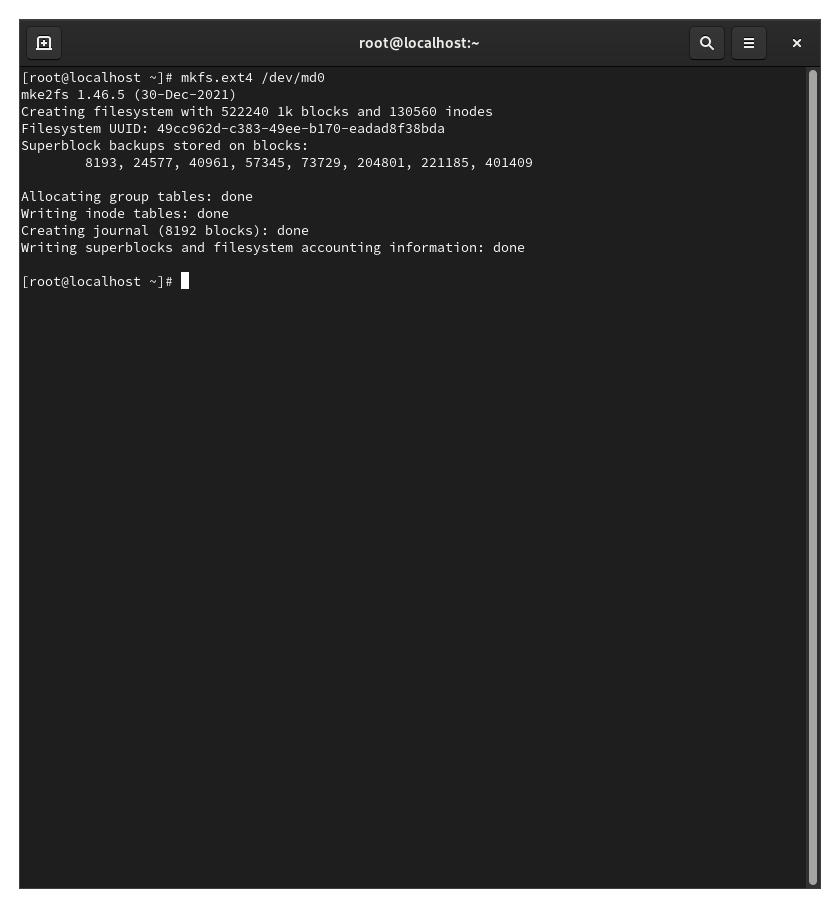 root@localhost:~
[root@localhost ~]# mkfs.ext4 /dev/md0
mke2fs 1.46.5 (30-Dec-2021)
Creating filesystem with 522240 1k blocks and 130560 inodes
Filesystem UUID: 49cc962d-c383-49ee-b170-eadad8f38bda
Superblock backups stored on blocks:
        8193, 24577, 40961, 57345, 73729, 204801, 221185, 401409

Allocating group tables: done
Writing inode tables: done
Creating journal (8192 blocks): done
Writing superblocks and filesystem accounting information: done

[root@localhost ~]#